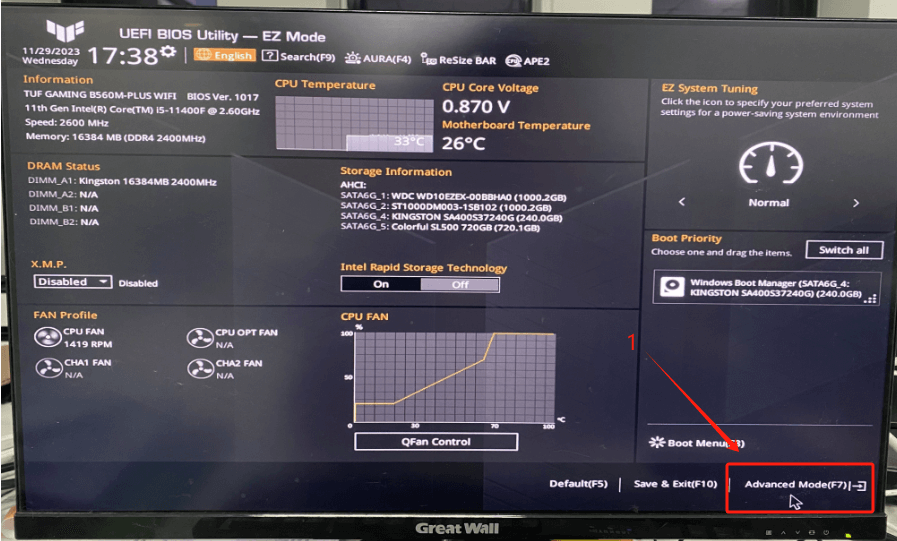 UEFI BIOS Utility — EZ Mode
11/29/2023
Wednesday
17:38
English
Search(F9)
AURA(F4)
ReSize BAR
APE2
Information
TUF GAMING B560M-PLUS WIFI BIOS Ver. 1017
11th Gen Intel(R) Core(TM) i5-11400F @ 2.60GHz
Speed: 2600 MHz
Memory: 16384 MB (DDR4 2400MHz)
CPU Temperature
33°C
CPU Core Voltage
0.870 V
Motherboard Temperature
26°C
EZ System Tuning
Click the icon to specify your preferred system
settings for a power-saving system environment
Normal
DRAM Status
DIMM_A1: Kingston 16384MB 2400MHz
DIMM_A2: N/A
DIMM_B1: N/A
DIMM_B2: N/A
Storage Information
AHCI:
SATA6G_1: WDC WD10EZEX-00BBHA0 (1000.2GB)
SATA6G_2: ST1000DM003-1SB102 (1000.2GB)
SATA6G_4: KINGSTON SA400S37240G (240.0GB)
SATA6G_5: Colorful SL500 720GB (720.1GB)
Boot Priority
Choose one and drag the items.
Switch all
Windows Boot Manager (SATA6G_4:
KINGSTON SA400S37240G) (240.0GB)
X.M.P.
Disabled
Disabled
Intel Rapid Storage Technology
On
Off
FAN Profile
CPU FAN
1419 RPM
CPU OPT FAN
N/A
CHA1 FAN
N/A
CHA2 FAN
N/A
CPU FAN
%
100
50
0
30
70
100
°C
QFan Control
1
Boot Menu(F8)
Default(F5)
Save & Exit(F10)
Advanced Mode(F7)
Great Wall